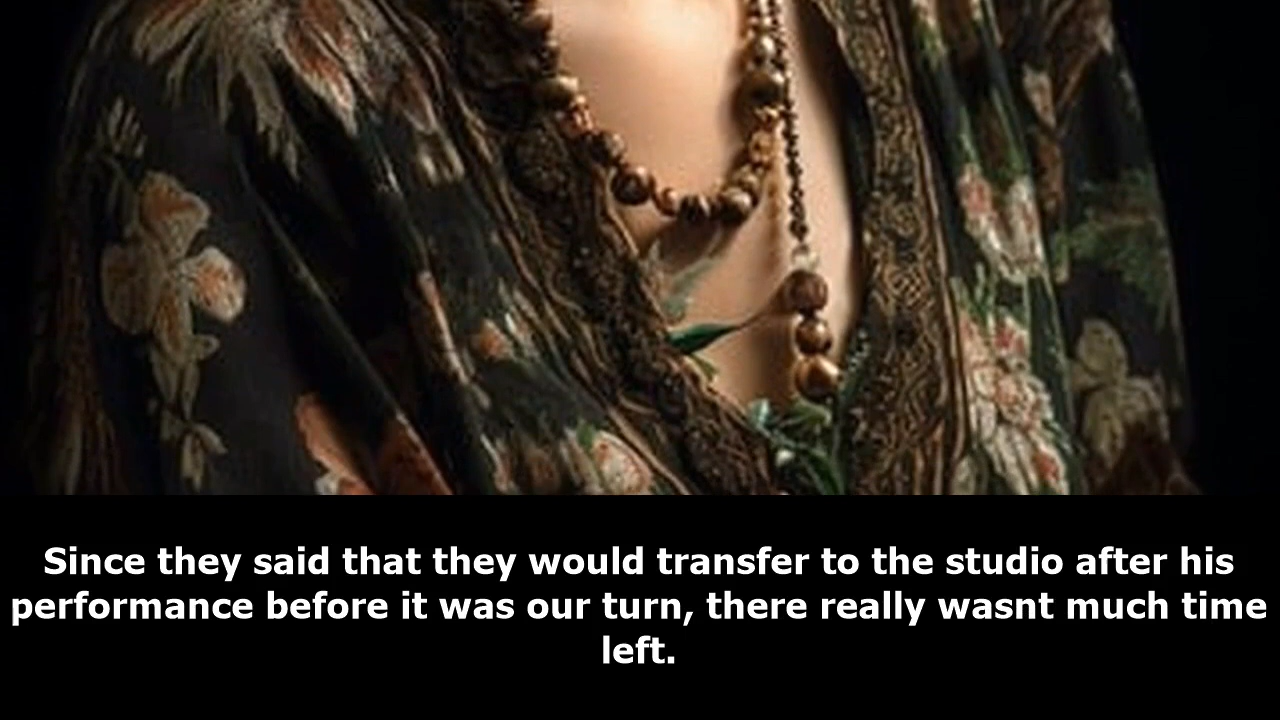 Since they said that they would transfer to the studio after his
performance before it was our turn, there really wasnt much time
left.